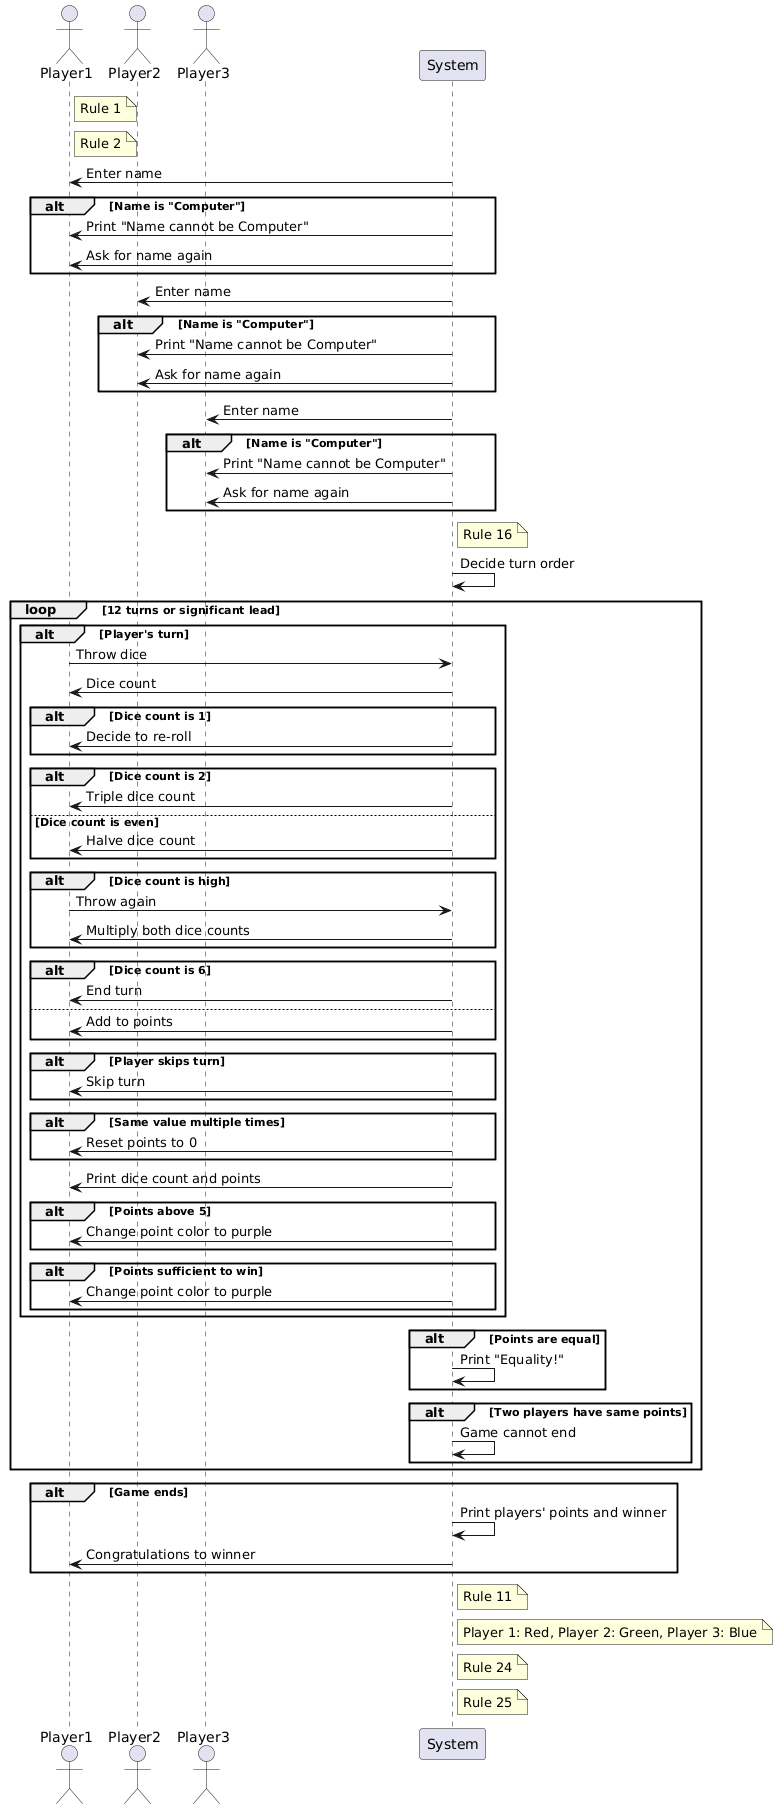 Player1 Player2 Player3 System
Rule 1
Rule 2
Enter name
alt [Name is "Computer"]
Print "Name cannot be Computer"
Ask for name again
Enter name
alt [Name is "Computer"]
Print "Name cannot be Computer"
Ask for name again
Enter name
alt [Name is "Computer"]
Print "Name cannot be Computer"
Ask for name again
Rule 16
Decide turn order
loop [12 turns or significant lead]
alt [Player's turn]
Throw dice
Dice count
alt [Dice count is 1]
Decide to re-roll
alt [Dice count is 2]
Triple dice count
[Dice count is even]
Halve dice count
alt [Dice count is high]
Throw again
Multiply both dice counts
alt [Dice count is 6]
End turn
Add to points
alt [Player skips turn]
Skip turn
alt [Same value multiple times]
Reset points to 0
Print dice count and points
alt [Points above 5]
Change point color to purple
alt [Points sufficient to win]
Change point color to purple
alt [Points are equal]
Print "Equality!"
alt [Two players have same points]
Game cannot end
alt [Game ends]
Print players' points and winner
Congratulations to winner
Rule 11
Player 1: Red, Player 2: Green, Player 3: Blue
Rule 24
Rule 25
Player1 Player2 Player3 System